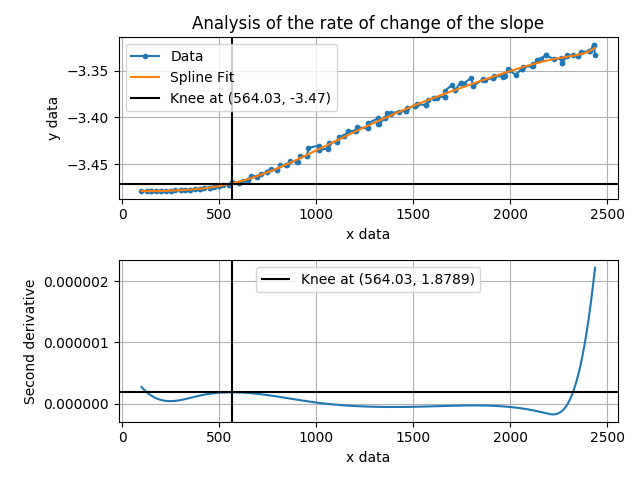 Analysis of the rate of change of the slope
Data
Spline Fit
Knee at (564.03, -3.47)
−3.35
−3.40
−3.45
y data
0 500 1000 1500 2000 2500
x data
Knee at (564.03, 1.8789)
0.000002
0.000001
0.000000
Second derivative
0 500 1000 1500 2000 2500
x data